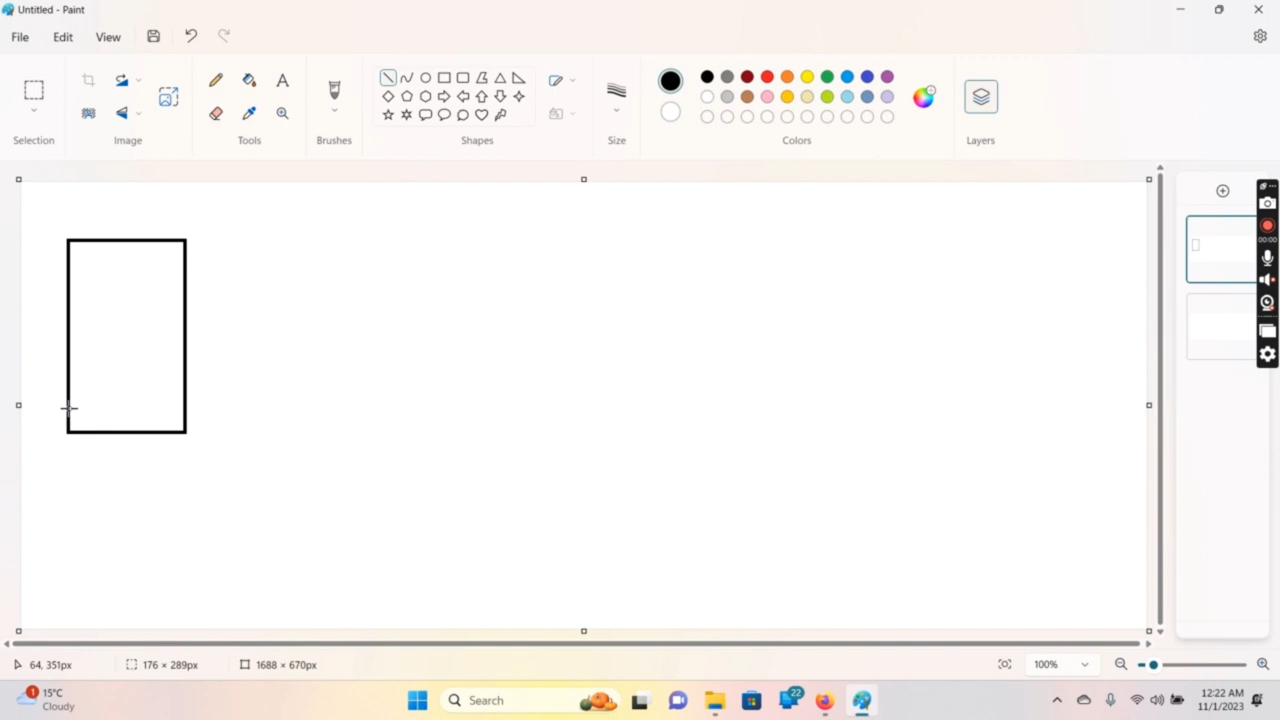 Untitled - Paint
File Edit View
Selection Image Tools Brushes Shapes Size Colors Layers
00:00
64, 351px 176 × 289px 1688 × 670px 100%
1 15°C
Cloudy
Search
22
12:22 AM
11/1/2023